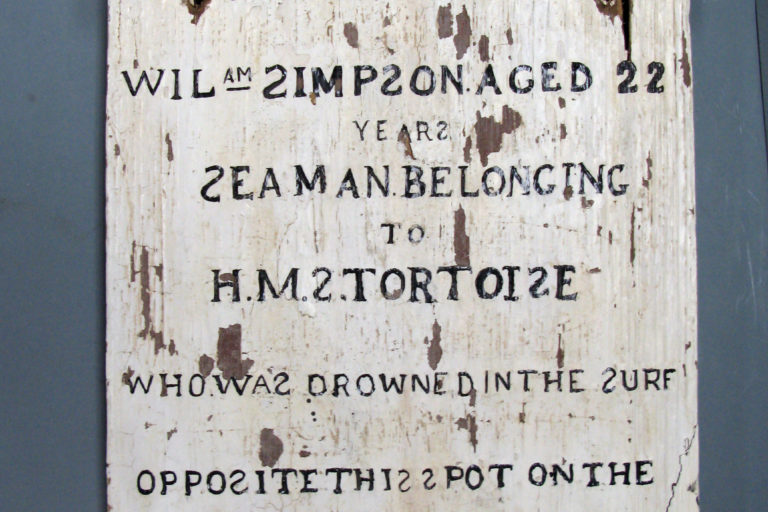 WILAM SIMPSON. AGED 22
YEARS
SEAMAN. BELONGING
TO
H.M.S. TORTOISE
WHO. WAS DROWNED IN THE SURF
OPPOSITE THIS SPOT ON THE